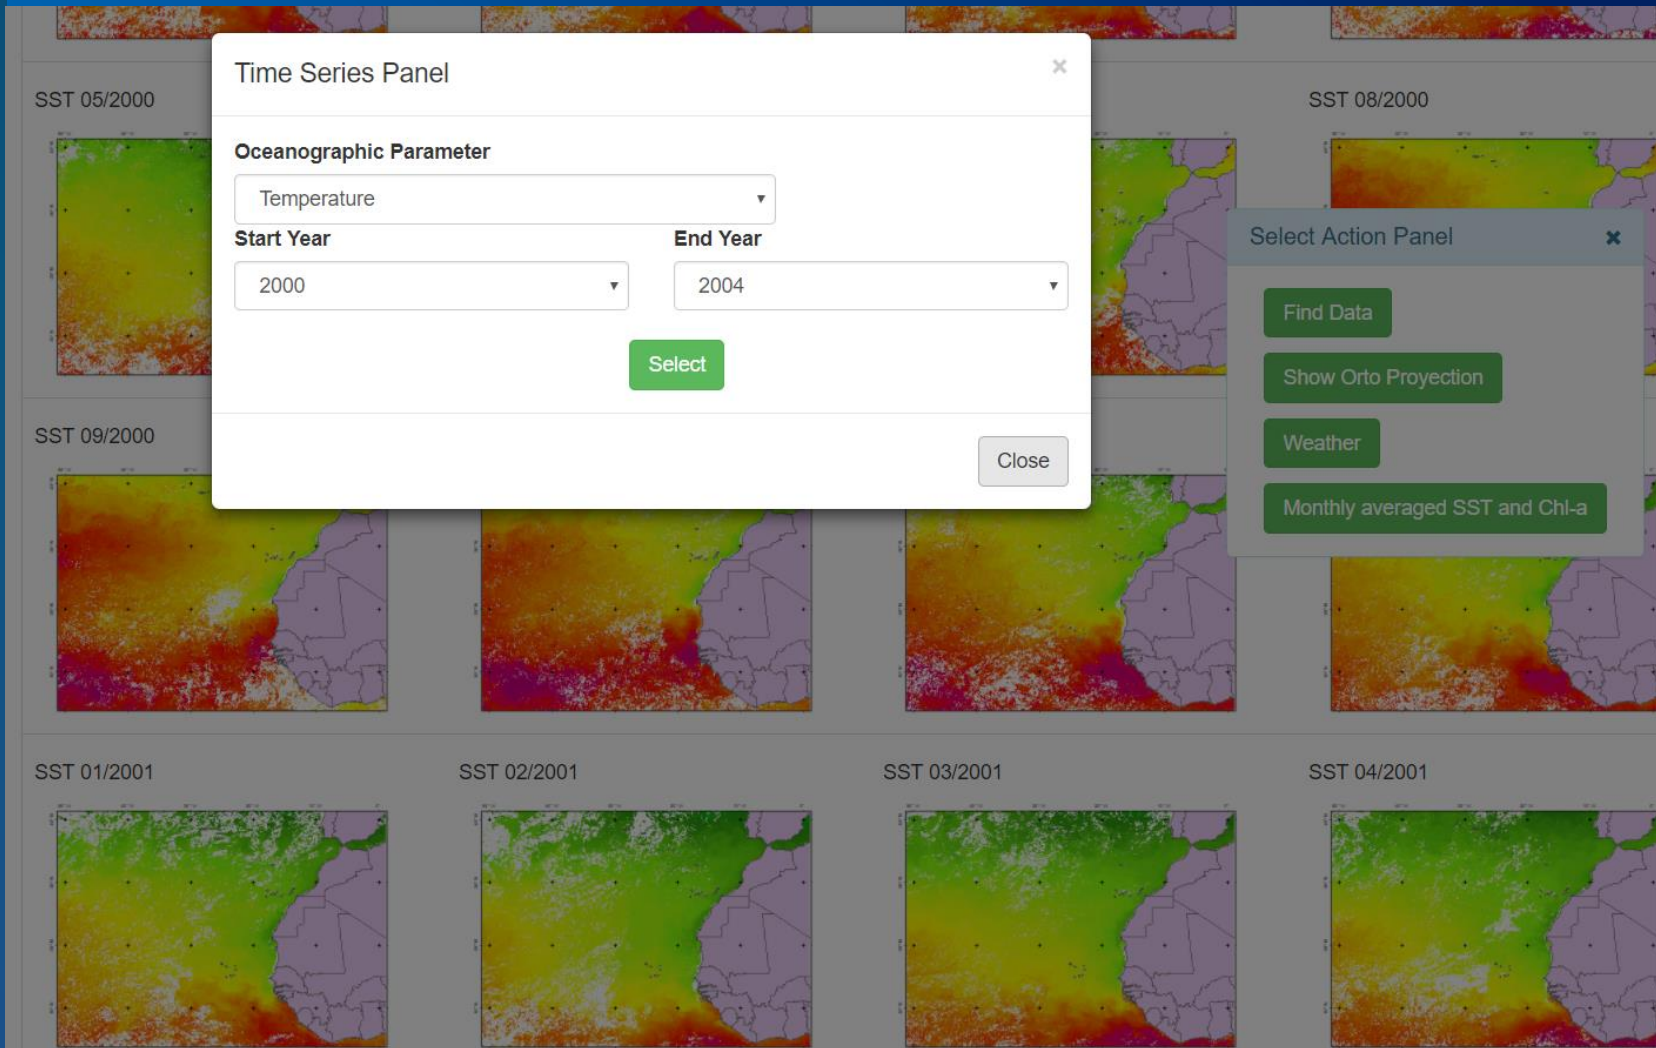 Time Series Panel ×
SST 05/2000
SST 08/2000
Oceanographic Parameter
Temperature
Start Year
End Year
2000
2004
Select
Close
Select Action Panel ×
Find Data
Show Orto Proyection
Weather
Monthly averaged SST and Chl-a
SST 09/2000
SST 01/2001
SST 02/2001
SST 03/2001
SST 04/2001